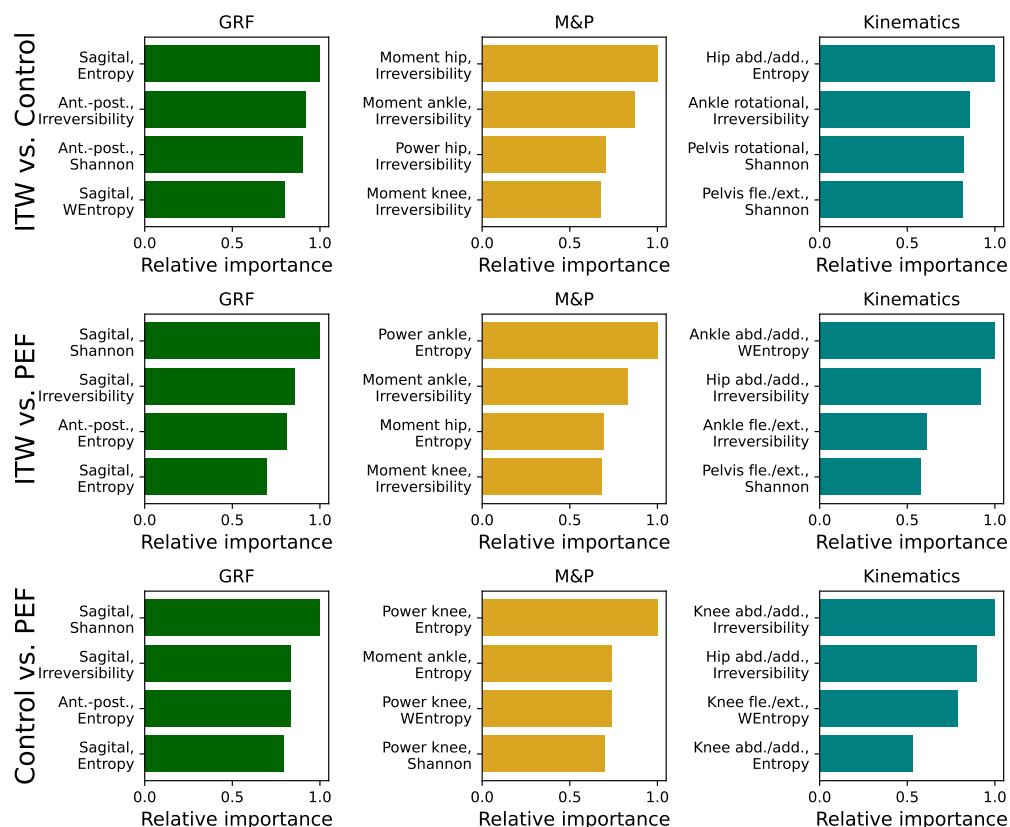 GRF
M&P
Kinematics
ITW vs. Control
Sagital,
Entropy
Ant.-post.,
Irreversibility
Ant.-post.,
Shannon
Sagital,
WEntropy
0.0
0.5
1.0
Relative importance
Moment hip,
Irreversibility
Moment ankle,
Irreversibility
Power hip,
Irreversibility
Moment knee,
Irreversibility
0.0
0.5
1.0
Relative importance
Hip abd./add.,
Entropy
Ankle rotational,
Irreversibility
Pelvis rotational,
Shannon
Pelvis fle./ext.,
Shannon
0.0
0.5
1.0
Relative importance
GRF
M&P
Kinematics
ITW vs. PEF
Sagital,
Shannon
Sagital,
Irreversibility
Ant.-post.,
Entropy
Sagital,
Entropy
0.0
0.5
1.0
Relative importance
Power ankle,
Entropy
Moment ankle,
Irreversibility
Moment hip,
Entropy
Moment knee,
Irreversibility
0.0
0.5
1.0
Relative importance
Ankle abd./add.,
WEntropy
Hip abd./add.,
Irreversibility
Ankle fle./ext.,
Irreversibility
Pelvis fle./ext.,
Shannon
0.0
0.5
1.0
Relative importance
GRF
M&P
Kinematics
Control vs. PEF
Sagital,
Shannon
Sagital,
Irreversibility
Ant.-post.,
Entropy
Sagital,
Entropy
0.0
0.5
1.0
Relative importance
Power knee,
Entropy
Moment ankle,
Entropy
Power knee,
WEntropy
Power knee,
Shannon
0.0
0.5
1.0
Relative importance
Knee abd./add.,
Irreversibility
Hip abd./add.,
Irreversibility
Knee fle./ext.,
WEntropy
Knee abd./add.,
Entropy
0.0
0.5
1.0
Relative importance